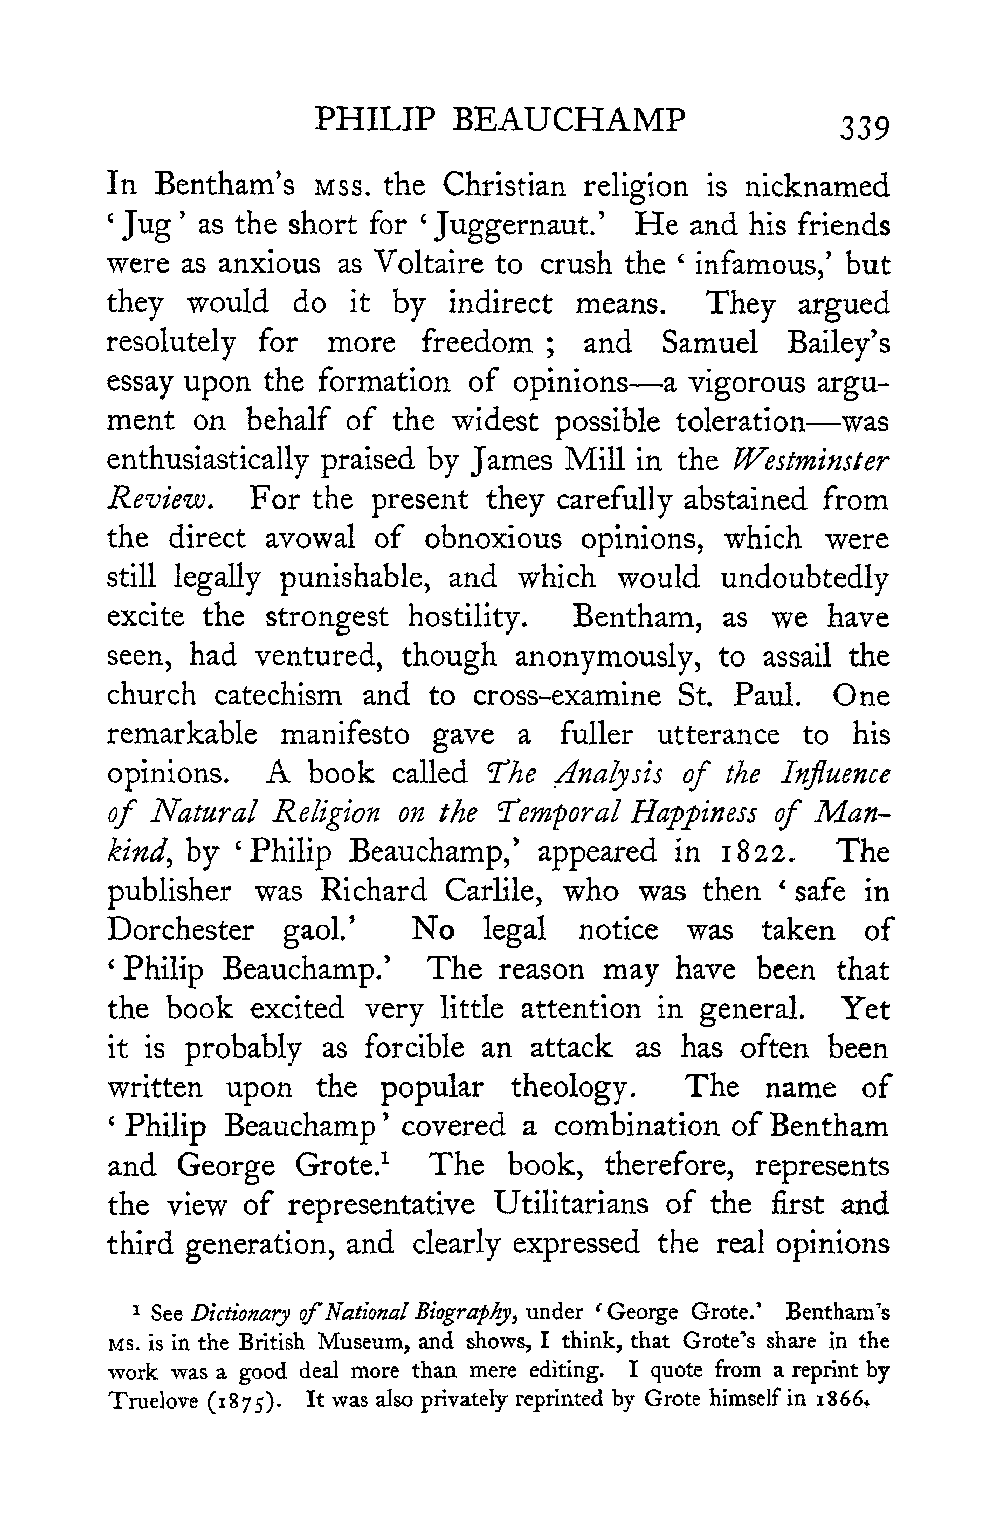 PHILIP BEAUCHAMP 339
In Bentham's MSS. the Christian religion is nicknamed
‘Jug’ as the short for ‘Juggernaut.’ He and his friends
were as anxious as Voltaire to crush the ‘infamous,’ but
they would do it by indirect means. They argued
resolutely for more freedom ; and Samuel Bailey's
essay upon the formation of opinions—a vigorous argu-
ment on behalf of the widest possible toleration—was
enthusiastically praised by James Mill in the Westminster
Review. For the present they carefully abstained from
the direct avowal of obnoxious opinions, which were
still legally punishable, and which would undoubtedly
excite the strongest hostility. Bentham, as we have
seen, had ventured, though anonymously, to assail the
church catechism and to cross-examine St. Paul. One
remarkable manifesto gave a fuller utterance to his
opinions. A book called The Analysis of the Influence
of Natural Religion on the Temporal Happiness of Man-
kind, by ‘Philip Beauchamp,’ appeared in 1822. The
publisher was Richard Carlile, who was then ‘safe in
Dorchester gaol.’ No legal notice was taken of
‘Philip Beauchamp.’ The reason may have been that
the book excited very little attention in general. Yet
it is probably as forcible an attack as has often been
written upon the popular theology. The name of
‘Philip Beauchamp’ covered a combination of Bentham
and George Grote.¹ The book, therefore, represents
the view of representative Utilitarians of the first and
third generation, and clearly expressed the real opinions
¹ See Dictionary of National Biography, under ‘George Grote.’ Bentham's
MS. is in the British Museum, and shows, I think, that Grote's share in the
work was a good deal more than mere editing. I quote from a reprint by
Truelove (1875). It was also privately reprinted by Grote himself in 1866.